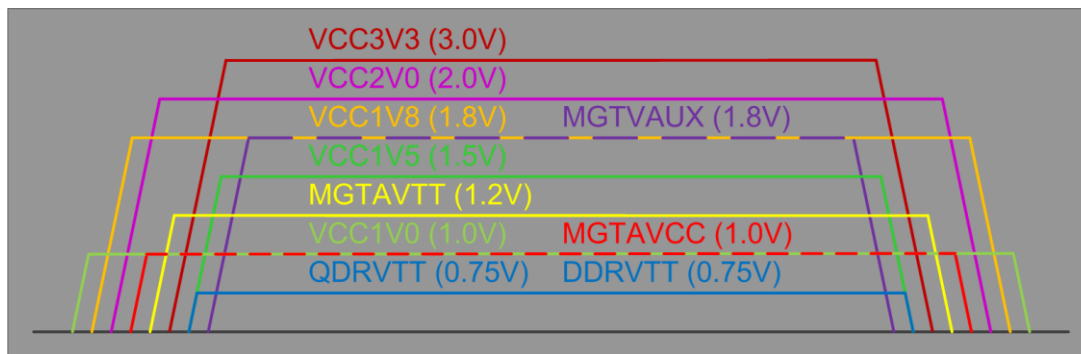 VCC3V3 (3.0V)
VCC2V0 (2.0V)
VCC1V8 (1.8V) MGTVAUX (1.8V)
VCC1V5 (1.5V)
MGTAVTT (1.2V)
VCC1V0 (1.0V) MGTAVCC (1.0V)
QDRVTT (0.75V) DDRVTT (0.75V)